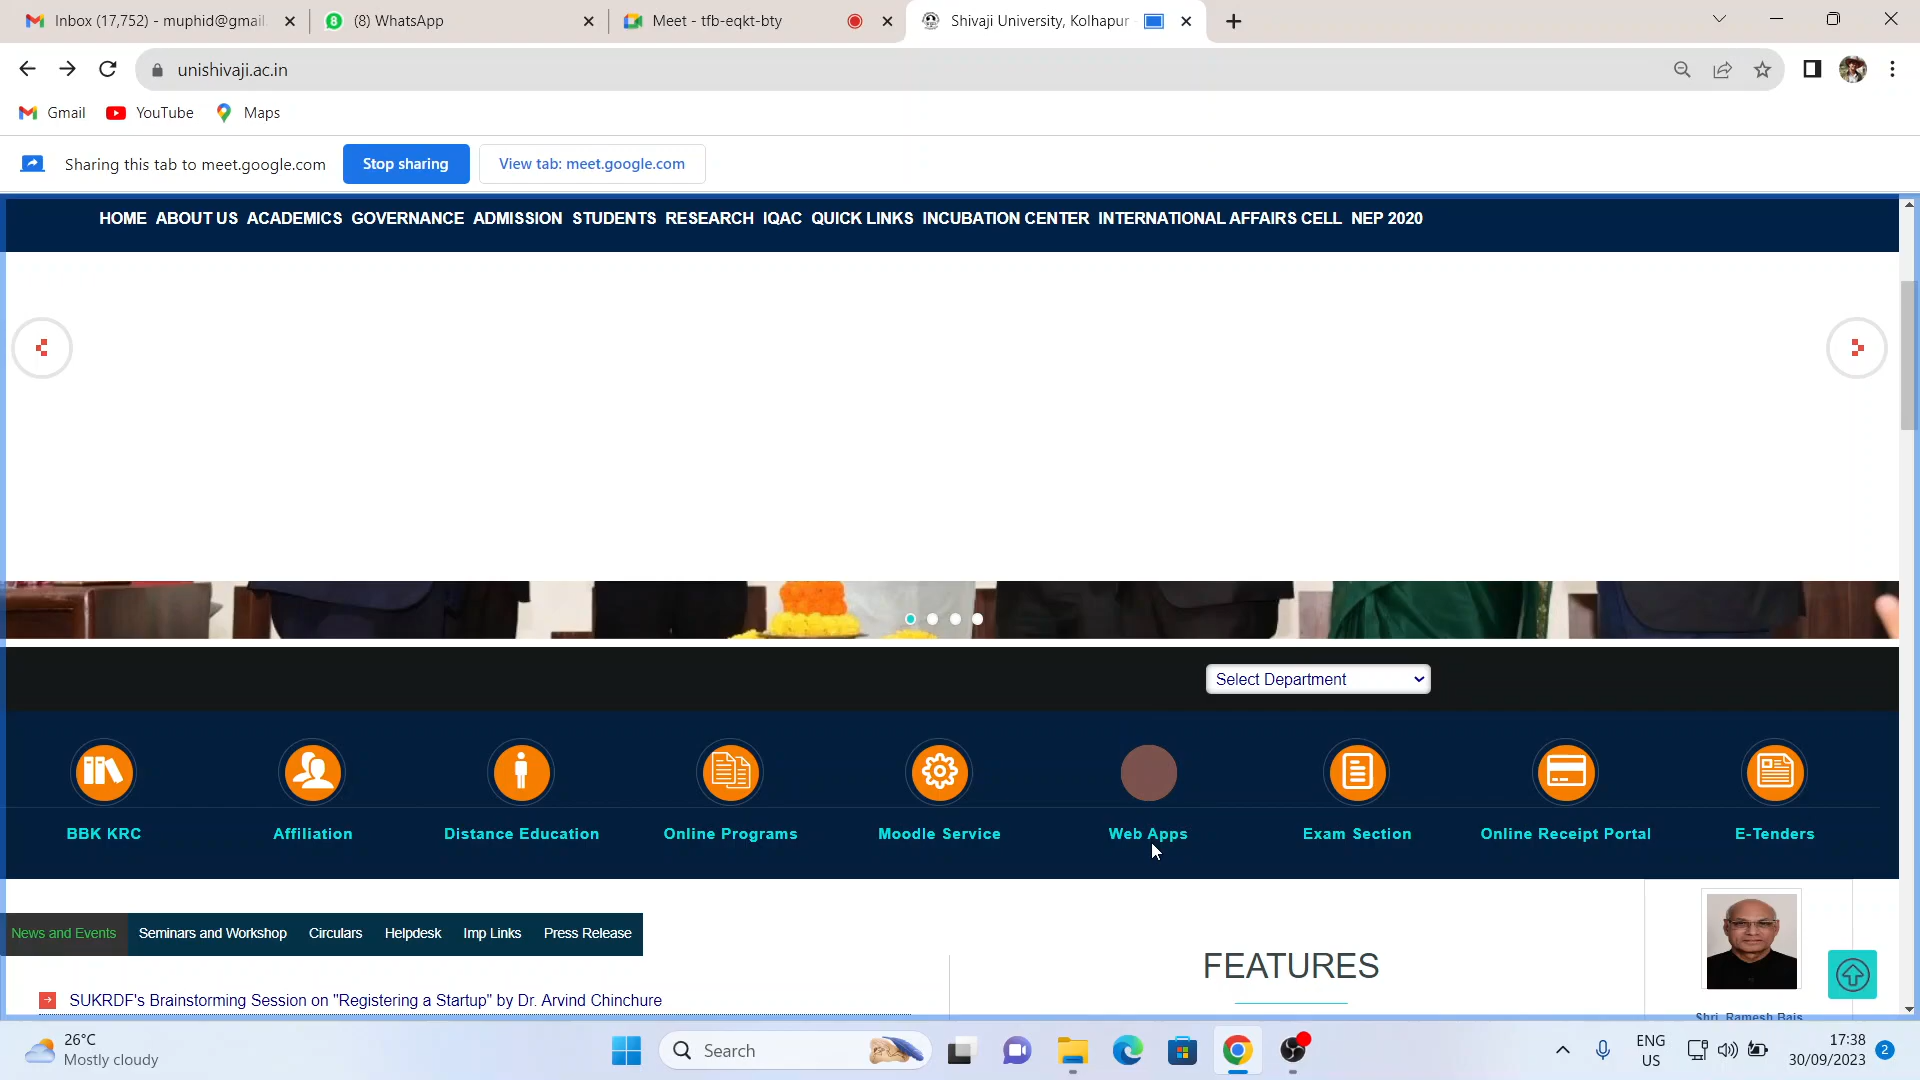 Inbox (17,752) - muphid@gmail.
(8) WhatsApp
Meet - tfb-eqkt-bty
Shivaji University, Kolhapur
unishivaji.ac.in
Gmail YouTube Maps
Sharing this tab to meet.google.com Stop sharing View tab: meet.google.com
HOME ABOUT US ACADEMICS GOVERNANCE ADMISSION STUDENTS RESEARCH IQAC QUICK LINKS INCUBATION CENTER INTERNATIONAL AFFAIRS CELL NEP 2020
Select Department
BBK KRC Affiliation Distance Education Online Programs Moodle Service Web Apps Exam Section Online Receipt Portal E-Tenders
News and Events Seminars and Workshop Circulars Helpdesk Imp Links Press Release
FEATURES
SUKRDF's Brainstorming Session on "Registering a Startup" by Dr. Arvind Chinchure
Shri. Ramesh Bais
26°C
Mostly cloudy
Search
ENG
US
17:38
30/09/2023
2